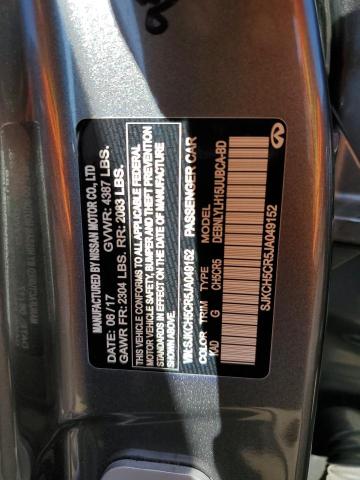 MFD BY NISSAN MOTOR CO., LTD
GVWR: 4387 LBS.
DATE: 06/17
GAWR FR: 2304 LBS. RR: 2083 LBS.
THIS VEHICLE CONFORMS TO ALL APPLICABLE FEDERAL
MOTOR VEHICLE SAFETY, BUMPER AND THEFT PREVENTION
STANDARDS IN EFFECT ON THE DATE OF MANUFACTURE
SHOWN ABOVE.
VIN:SJKCH5CR5JA049152 PASSENGER CAR
COLOR TRIM TYPE MODEL
KAD G CH5CR5 DEBNLYLH15UUBCA-BD
SJKCH5CR5JA049152